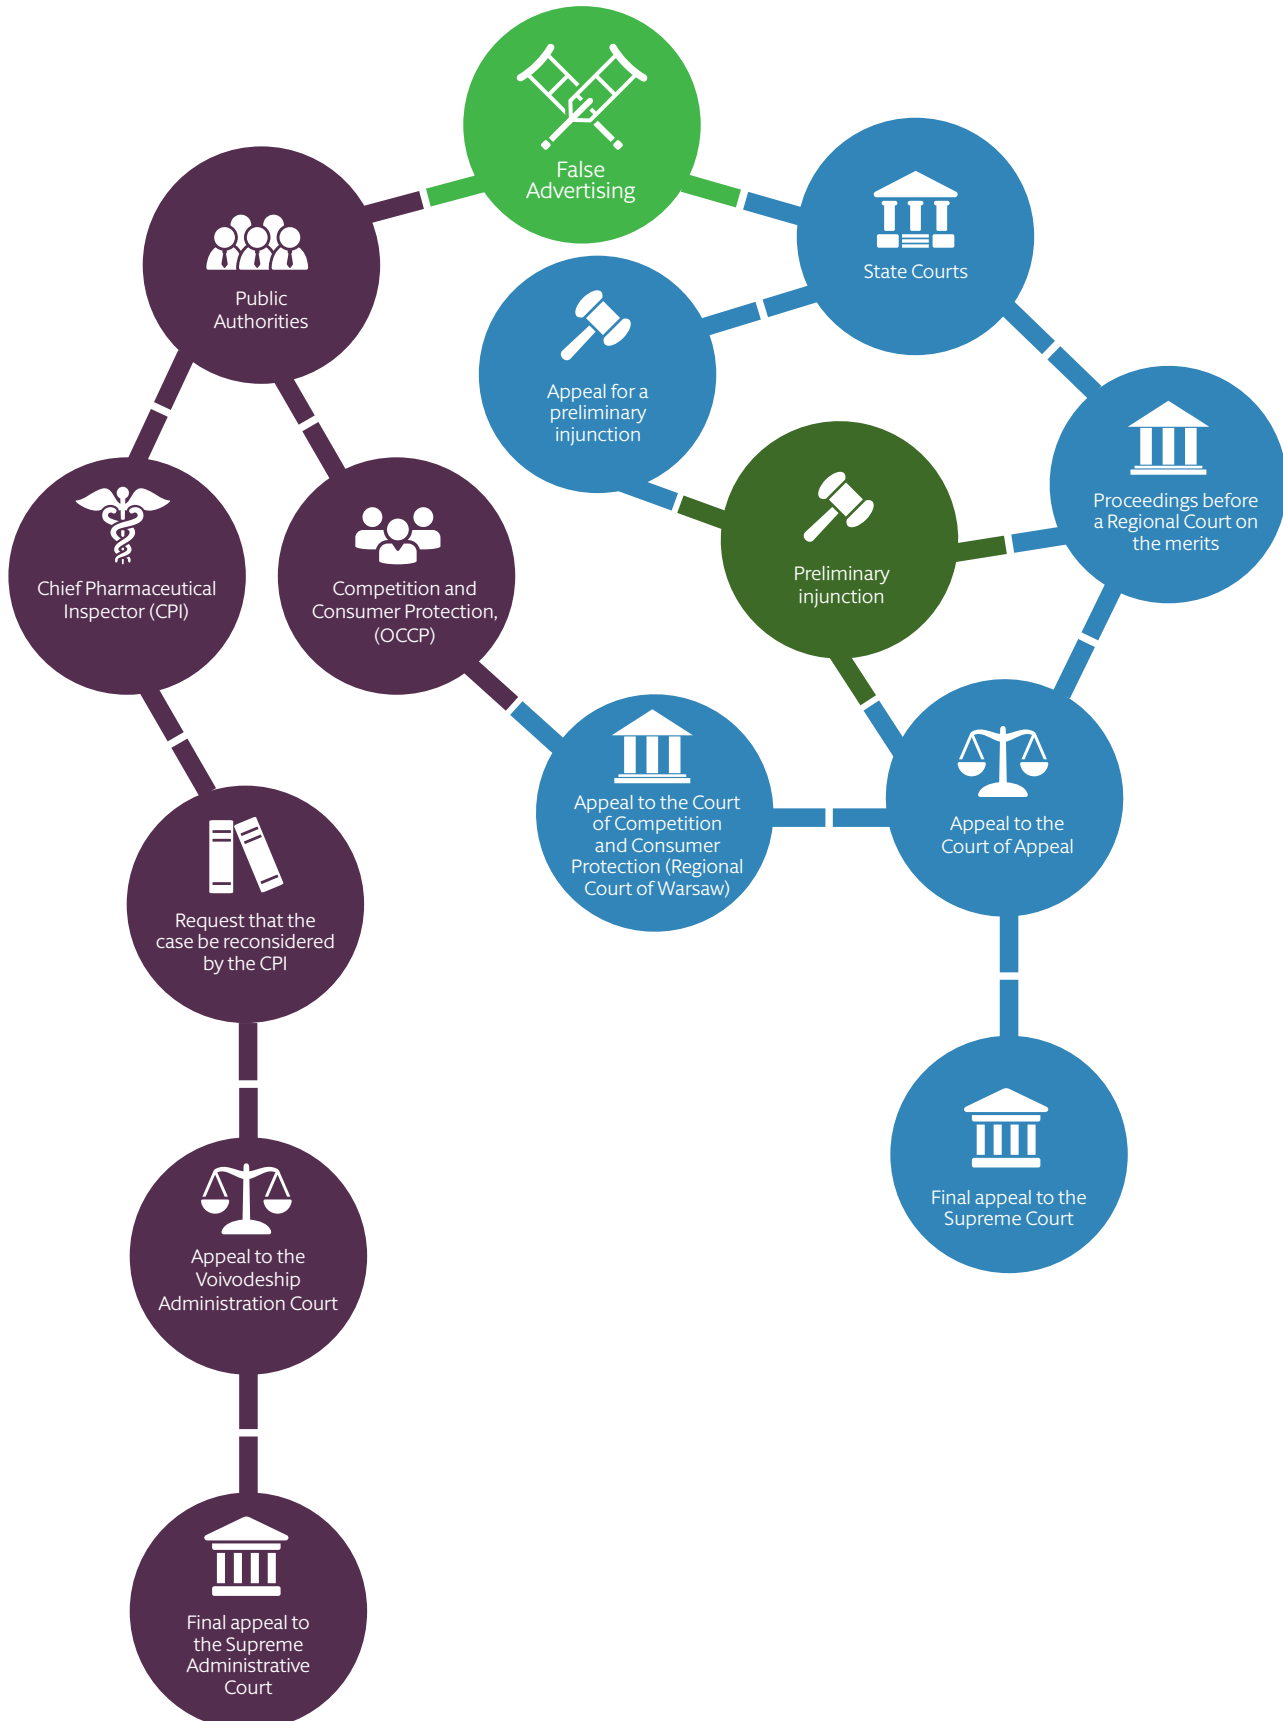 False
Advertising
State Courts
Public
Authorities
Appeal for a
preliminary
injunction
Proceedings before
a Regional Court on
the merits
Preliminary
injunction
Chief Pharmaceutical
Inspector (CPI)
Competition and
Consumer Protection,
(OCCP)
Appeal to the Court
of Competition
and Consumer
Protection (Regional
Court of Warsaw)
Appeal to the
Court of Appeal
Request that the
case be reconsidered
by the CPI
Final appeal to the
Supreme Court
Appeal to the
Voivodeship
Administration Court
Final appeal to
the Supreme
Administrative
Court